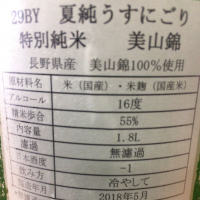 29BY 夏純うすにごり
特別純米 美山錦
長野県産 美山錦100%使用
原材料名 米(国産)・米麹(国産米)
アルコール 16度
精米歩合 55%
内容量 1.8L
濾過 無濾過
日本酒度 -1
飲み方 冷やして
年月 2018年5月